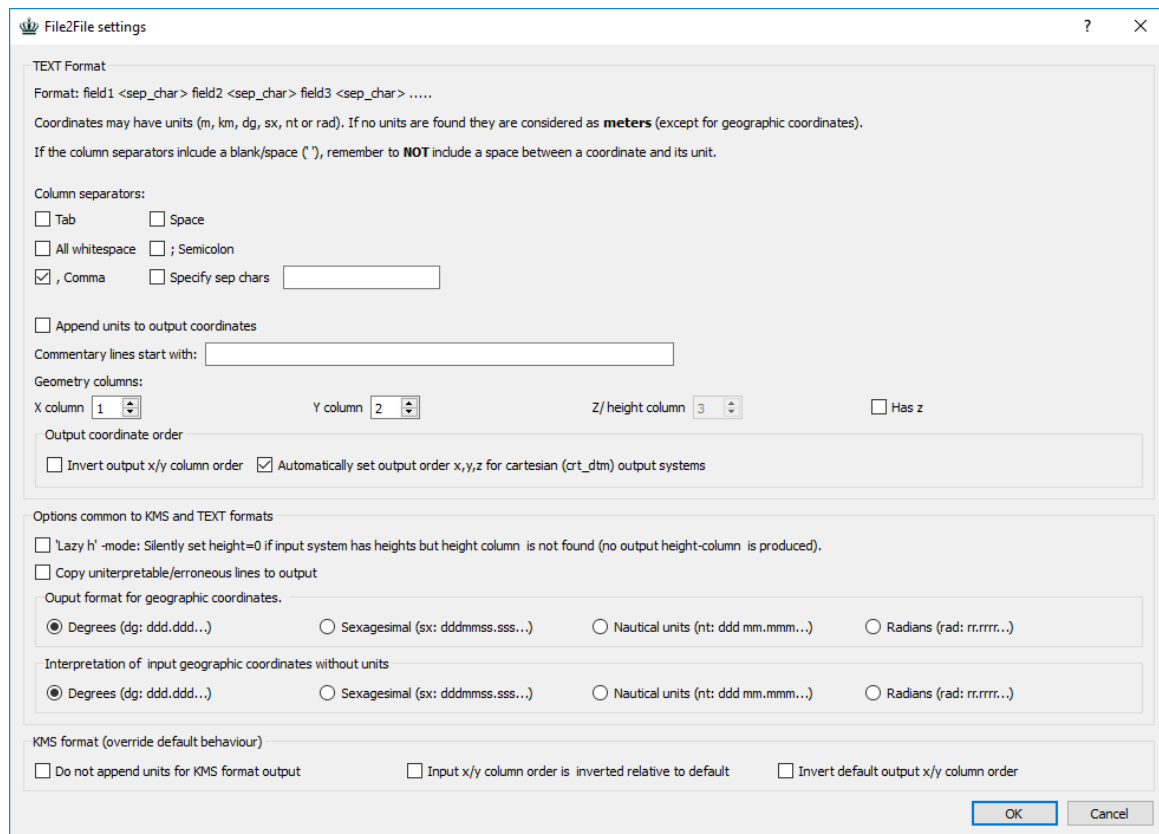 File2File settings
TEXT Format
Format: field1 <sep_char> field2 <sep_char> field3 <sep_char> .....
Coordinates may have units (m, km, dg, sx, nt or rad). If no units are found they are considered as meters (except for geographic coordinates).
If the column separators inlcude a blank/space (' '), remember to NOT include a space between a coordinate and its unit.
Column separators:
Tab Space
All whitespace ; Semicolon
, Comma Specify sep chars
Append units to output coordinates
Commentary lines start with:
Geometry columns:
X column 1 Y column 2 Z/ height column 3 Has z
Output coordinate order
Invert output x/y column order Automatically set output order x,y,z for cartesian (crt_dtm) output systems
Options common to KMS and TEXT formats
'Lazy h' -mode: Silently set height=0 if input system has heights but height column is not found (no output height-column is produced).
Copy uniterpretable/erroneous lines to output
Ouput format for geographic coordinates.
Degrees (dg: ddd.ddd...) Sexagesimal (sx: dddmmss.sss...) Nautical units (nt: ddd mm.mmm...) Radians (rad: rr.rrrr...)
Interpretation of input geographic coordinates without units
Degrees (dg: ddd.ddd...) Sexagesimal (sx: dddmmss.sss...) Nautical units (nt: ddd mm.mmm...) Radians (rad: rr.rrrr...)
KMS format (override default behaviour)
Do not append units for KMS format output Input x/y column order is inverted relative to default Invert default output x/y column order
OK Cancel